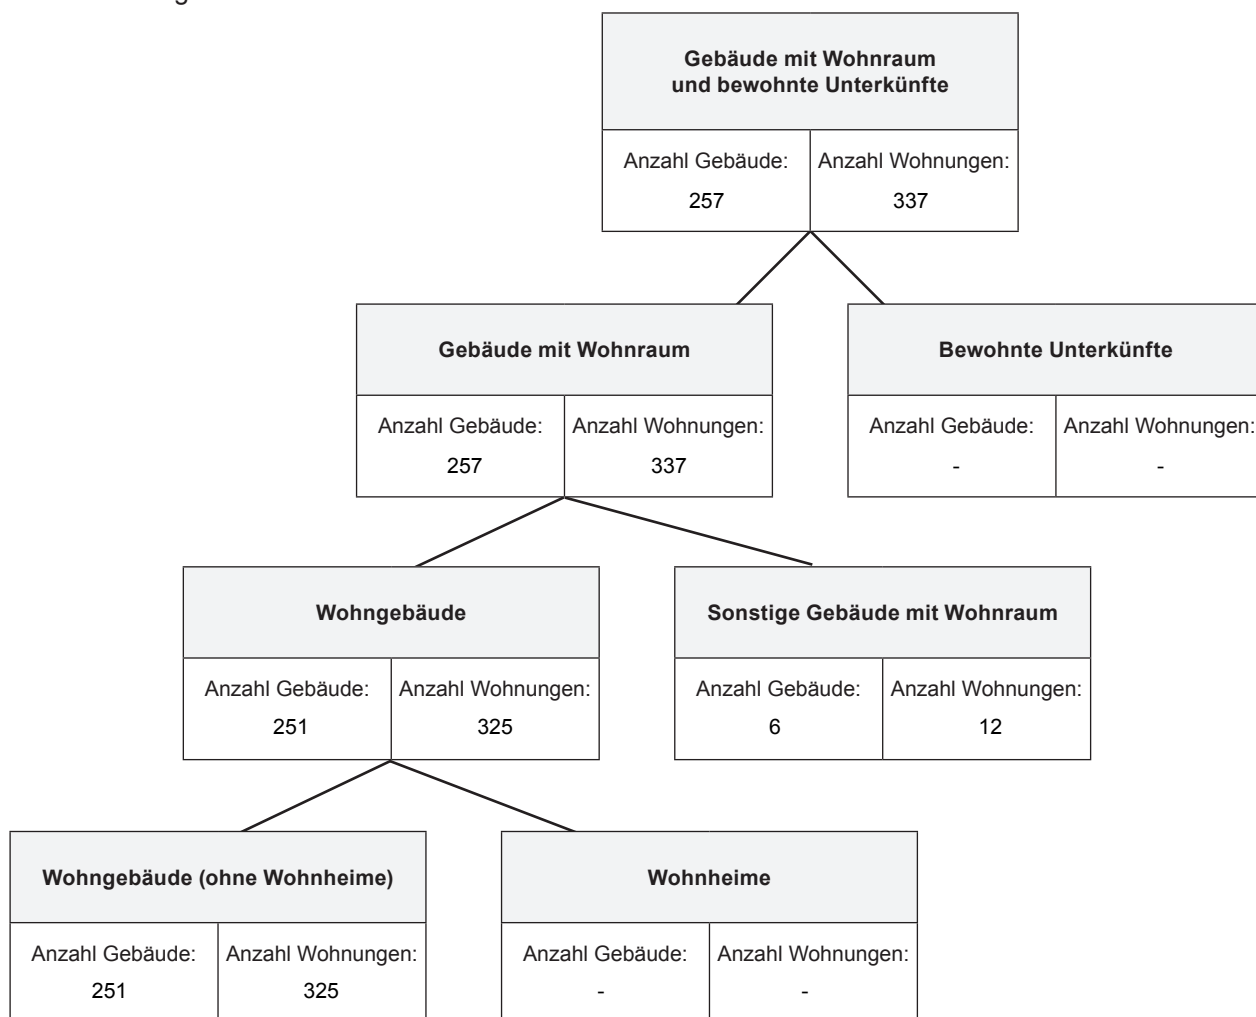 Gebäude mit Wohnraum
und bewohnte Unterkünfte
Anzahl Gebäude: Anzahl Wohnungen:
257 337
Gebäude mit Wohnraum Bewohnte Unterkünfte
Anzahl Gebäude: Anzahl Wohnungen: Anzahl Gebäude: Anzahl Wohnungen:
257 337 - -
Wohngebäude Sonstige Gebäude mit Wohnraum
Anzahl Gebäude: Anzahl Wohnungen: Anzahl Gebäude: Anzahl Wohnungen:
251 325 6 12
Wohngebäude (ohne Wohnheime) Wohnheime
Anzahl Gebäude: Anzahl Wohnungen: Anzahl Gebäude: Anzahl Wohnungen:
251 325 - -